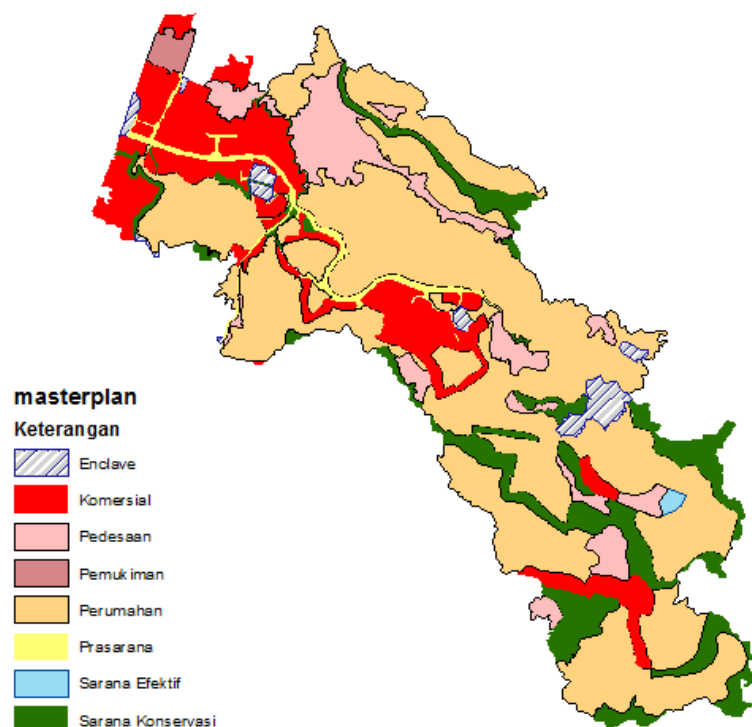 masterplan
Keterangan
Enclave
Komersial
Pedesaan
Pemukiman
Perumahan
Prasarana
Sarana Efektif
Sarana Konservasi